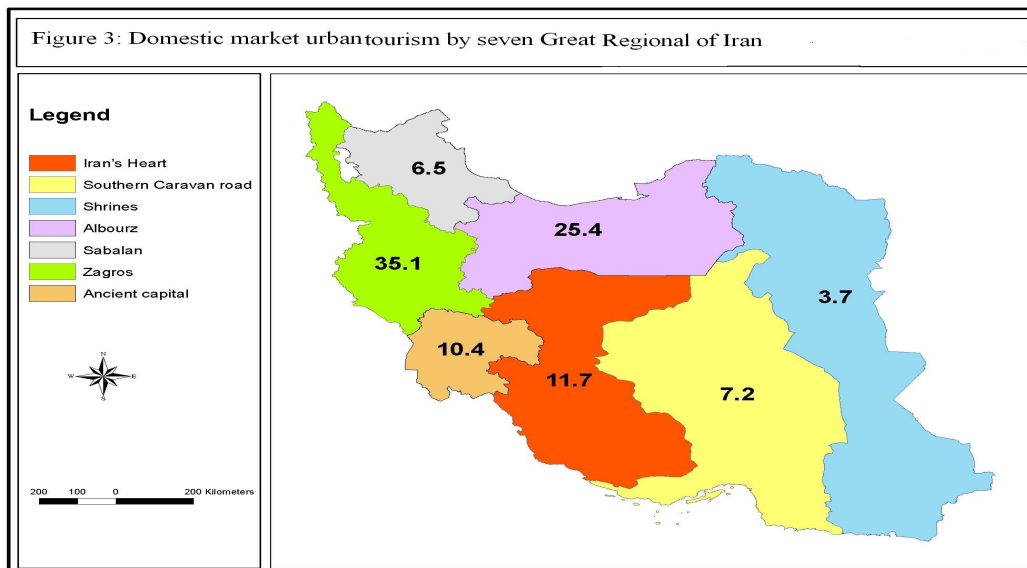 Figure 3: Domestic market urban tourism by seven Great Regional of Iran
Legend
Iran's Heart
Southern Caravan road
Shrines
Albourz
Sabalan
Zagros
Ancient capital
N
W E
S
200 100 0 200 Kilometers
6.5
25.4
35.1
3.7
10.4
11.7
7.2